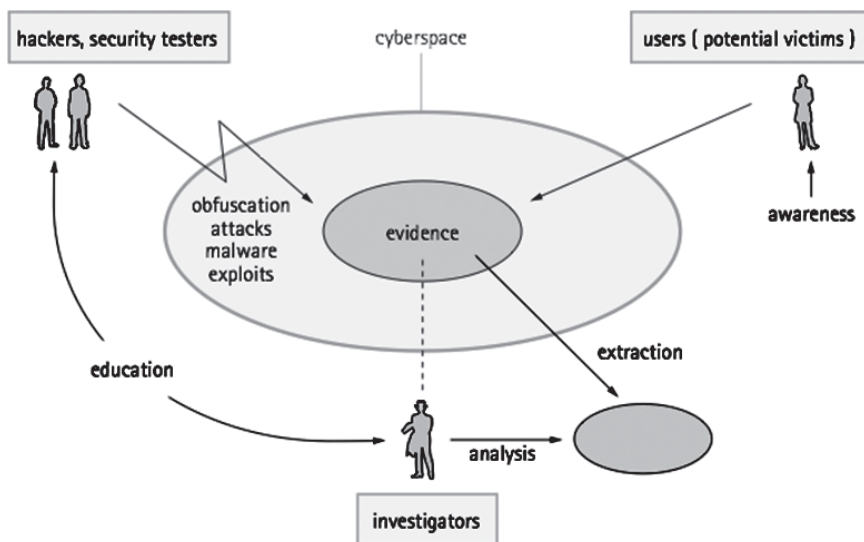 hackers, security testers
cyberspace
users ( potential victims )
obfuscation
attacks
malware
exploits
evidence
awareness
education
extraction
analysis
investigators